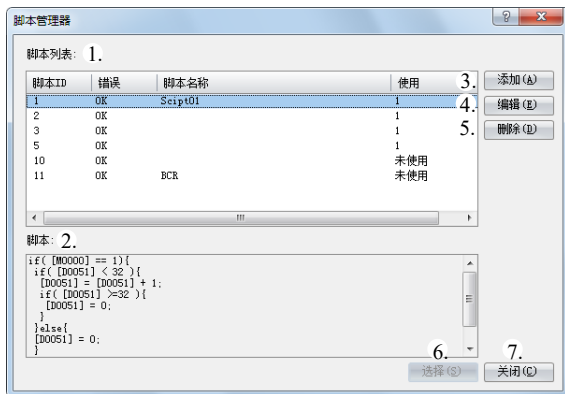 脚本管理器
脚本列表: 1.
脚本ID 错误 脚本名称 使用 3. 添加(A)
1 OK Scipt01 1 4. 编辑(E)
2 OK 1 5. 删除(D)
3 OK 1
5 OK 1
10 OK 未使用
11 OK BCR 未使用
脚本: 2.
if( [M0000] == 1){
if( [D0051] < 32 ){
[D0051] = [D0051] + 1;
if( [D0051] >=32 ){
[D0051] = 0;
}
}else{
[D0051] = 0;
}
6. 7.
选择(S) 关闭(C)